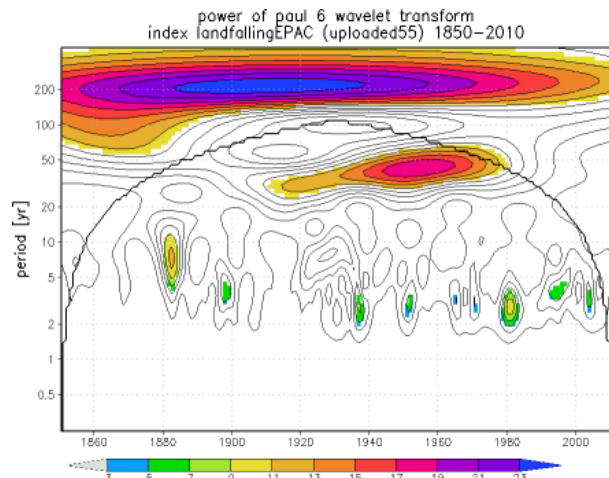 power of paul 6 wavelet transform
index landfallingEPAC (uploaded55) 1850-2010
period [yr]
200
100
50
20
10
5
2
1
0.5
1860 1880 1900 1920 1940 1960 1980 2000
3 5 7 9 11 13 15 17 19 21 23